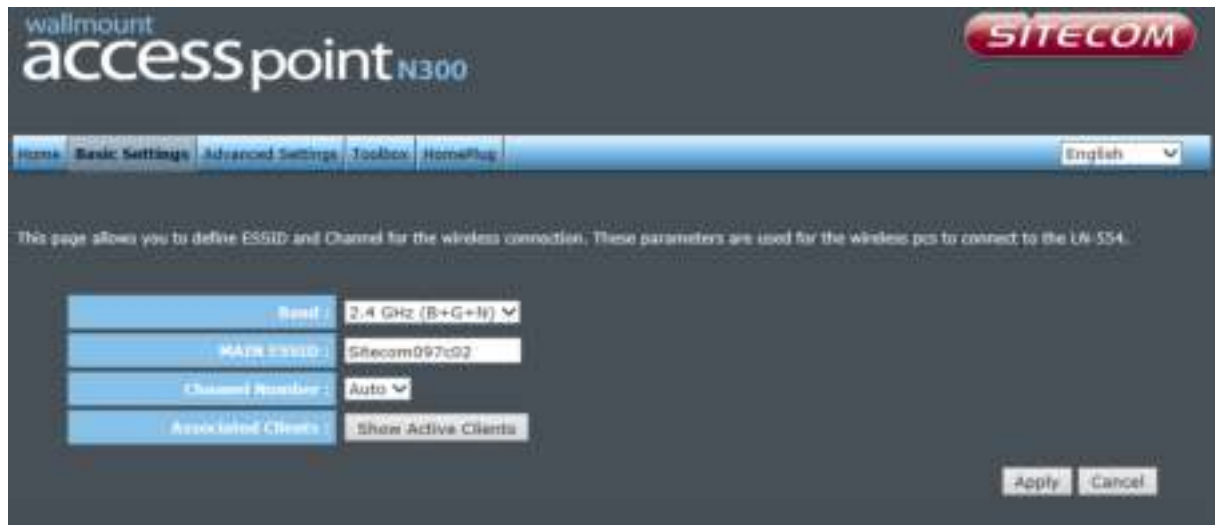 wallmount
accesspoint N300
SITECOM
Home Basic Settings Advanced Settings Toolbox HomePlug English
This page allows you to define ESSID and Channel for the wireless connection. These parameters are used for the wireless pcs to connect to the LN-554.
Band : 2.4 GHz (B+G+N)
MAIN ESSID : Sitecom097c02
Channel Number : Auto
Associated Clients : Show Active Clients
Apply Cancel